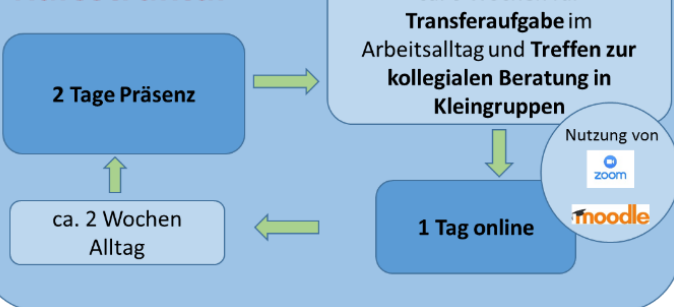 Transferaufgabe im
Arbeitsalltag und Treffen zur
kollegialen Beratung in
Kleingruppen
2 Tage Präsenz
Nutzung von
zoom
moodle
1 Tag online
ca. 2 Wochen
Alltag